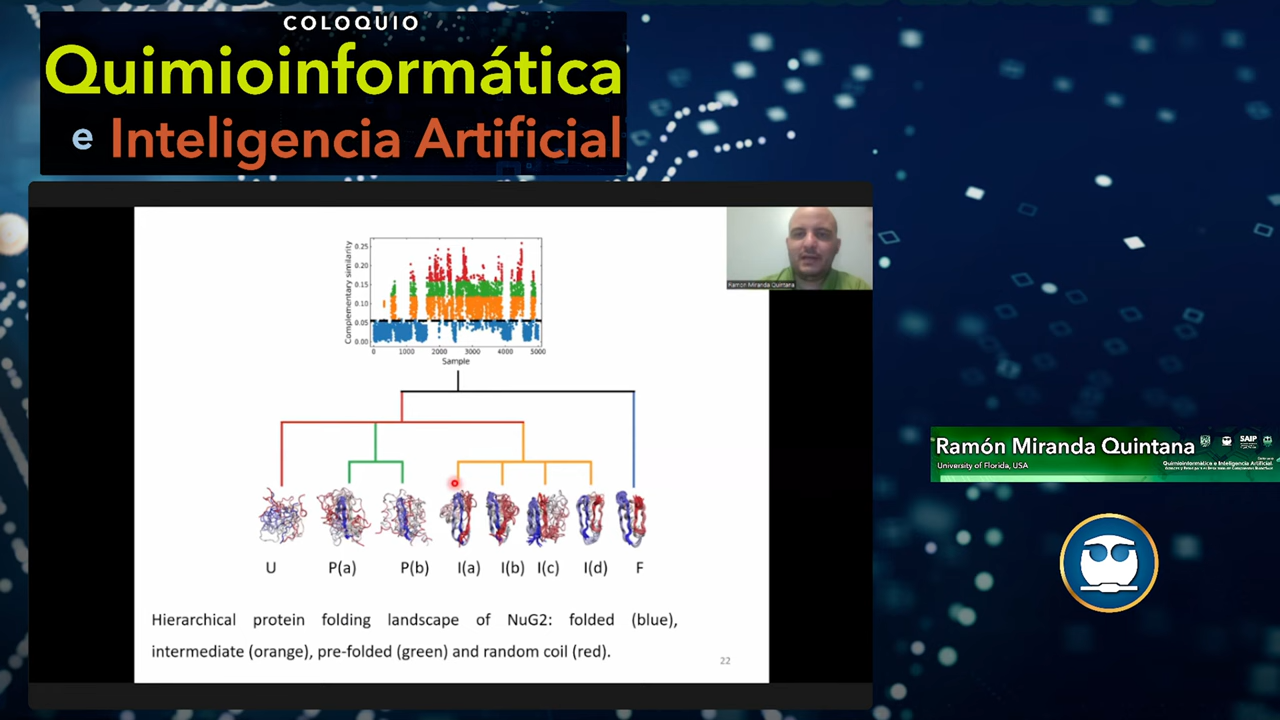 COLOQUIO
Quimioinformática
e Inteligencia Artificial
Complementary similarity
0.25
0.20
0.15
0.10
0.05
0.00
0 1000 2000 3000 4000 5000
Sample
Ramón Miranda Quintana
U P(a) P(b) I(a) I(b) I(c) I(d) F
Hierarchical protein folding landscape of NuG2: folded (blue),
intermediate (orange), pre-folded (green) and random coil (red).
22
Ramón Miranda Quintana
University of Florida, USA
SAIP
Quimioinformática e Inteligencia Artificial